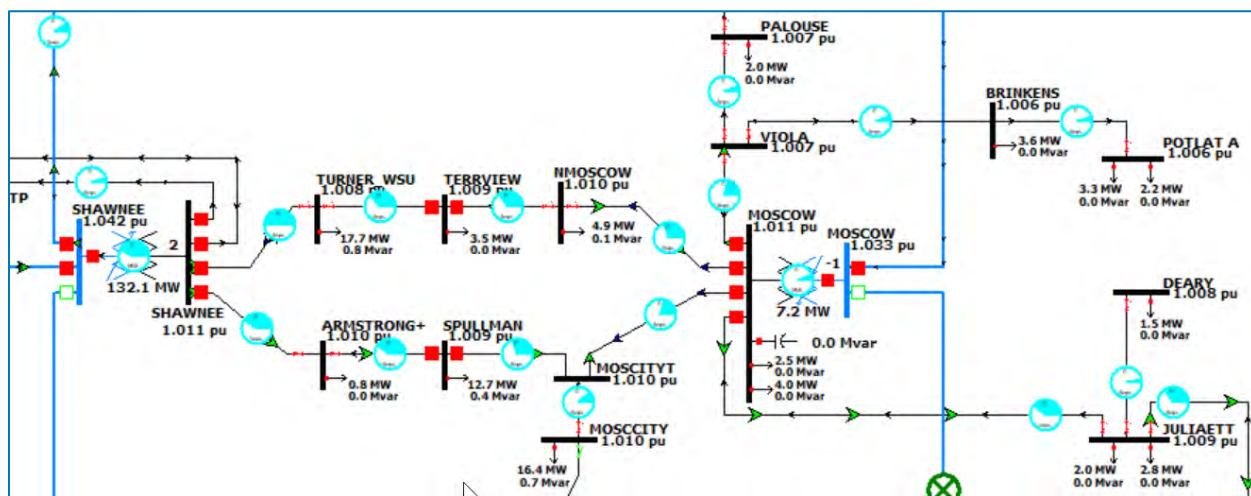 PALOUSE
1.007 pu
2.0 MW
0.0 Mvar
BRINKENS
1.006 pu
3.6 MW
0.0 Mvar
VIOLA
1.007 pu
POTLAT A
1.006 pu
3.3 MW
0.0 Mvar
2.2 MW
0.0 Mvar
TP
SHAWNEE
1.042 pu
2
132.1 MW
SHAWNEE
1.011 pu
TURNER_WSU
1.008 pu
17.7 MW
0.8 Mvar
TERRVIEW
1.009 pu
3.5 MW
0.0 Mvar
NMOSCOW
1.010 pu
4.9 MW
0.1 Mvar
MOSCOW
1.011 pu
MOSCOW
1.033 pu
-1
7.2 MW
0.0 Mvar
2.5 MW
0.0 Mvar
4.0 MW
0.0 Mvar
ARMSTRONG+
1.010 pu
0.8 MW
0.0 Mvar
SPULLMAN
1.009 pu
12.7 MW
0.4 Mvar
MOSCITYT
1.010 pu
MOSCCITY
1.010 pu
16.4 MW
0.7 Mvar
DEARY
1.008 pu
1.5 MW
0.0 Mvar
JULIAETT
1.009 pu
2.0 MW
0.0 Mvar
2.8 MW
0.0 Mvar